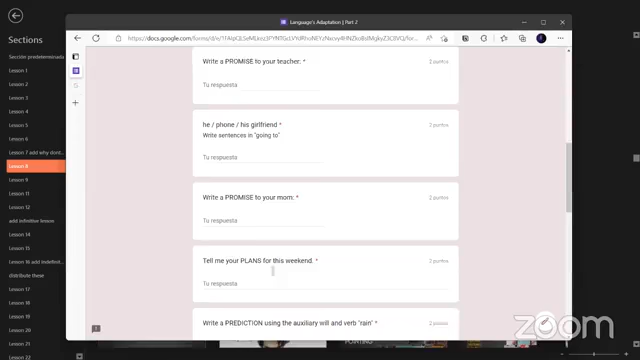 Language's Adaptation | Part 2
Sections
Sección predeterminada
Lesson 1
Lesson 2
Lesson 3
Lesson 4
Lesson 5
Lesson 6
Lesson 7 add why dont...
Lesson 8
Lesson 9
Lesson 11
Lesson 12
add infinitive lesson
Lesson 14
Lesson 15
Lesson 16 add indefinit...
distribute these
Lesson 17
Lesson 18
Lesson 19
Lesson 20
Lesson 21
Write a PROMISE to your teacher: *
2 puntos
Tu respuesta
he / phone / his girlfriend *
3 puntos
Write sentences in "going to"
Tu respuesta
Write a PROMISE to your mom: *
2 puntos
Tu respuesta
Tell me your PLANS for this weekend. *
3 puntos
Tu respuesta
Write a PREDICTION using the auxiliary will and verb "rain" *
2 puntos
zoom